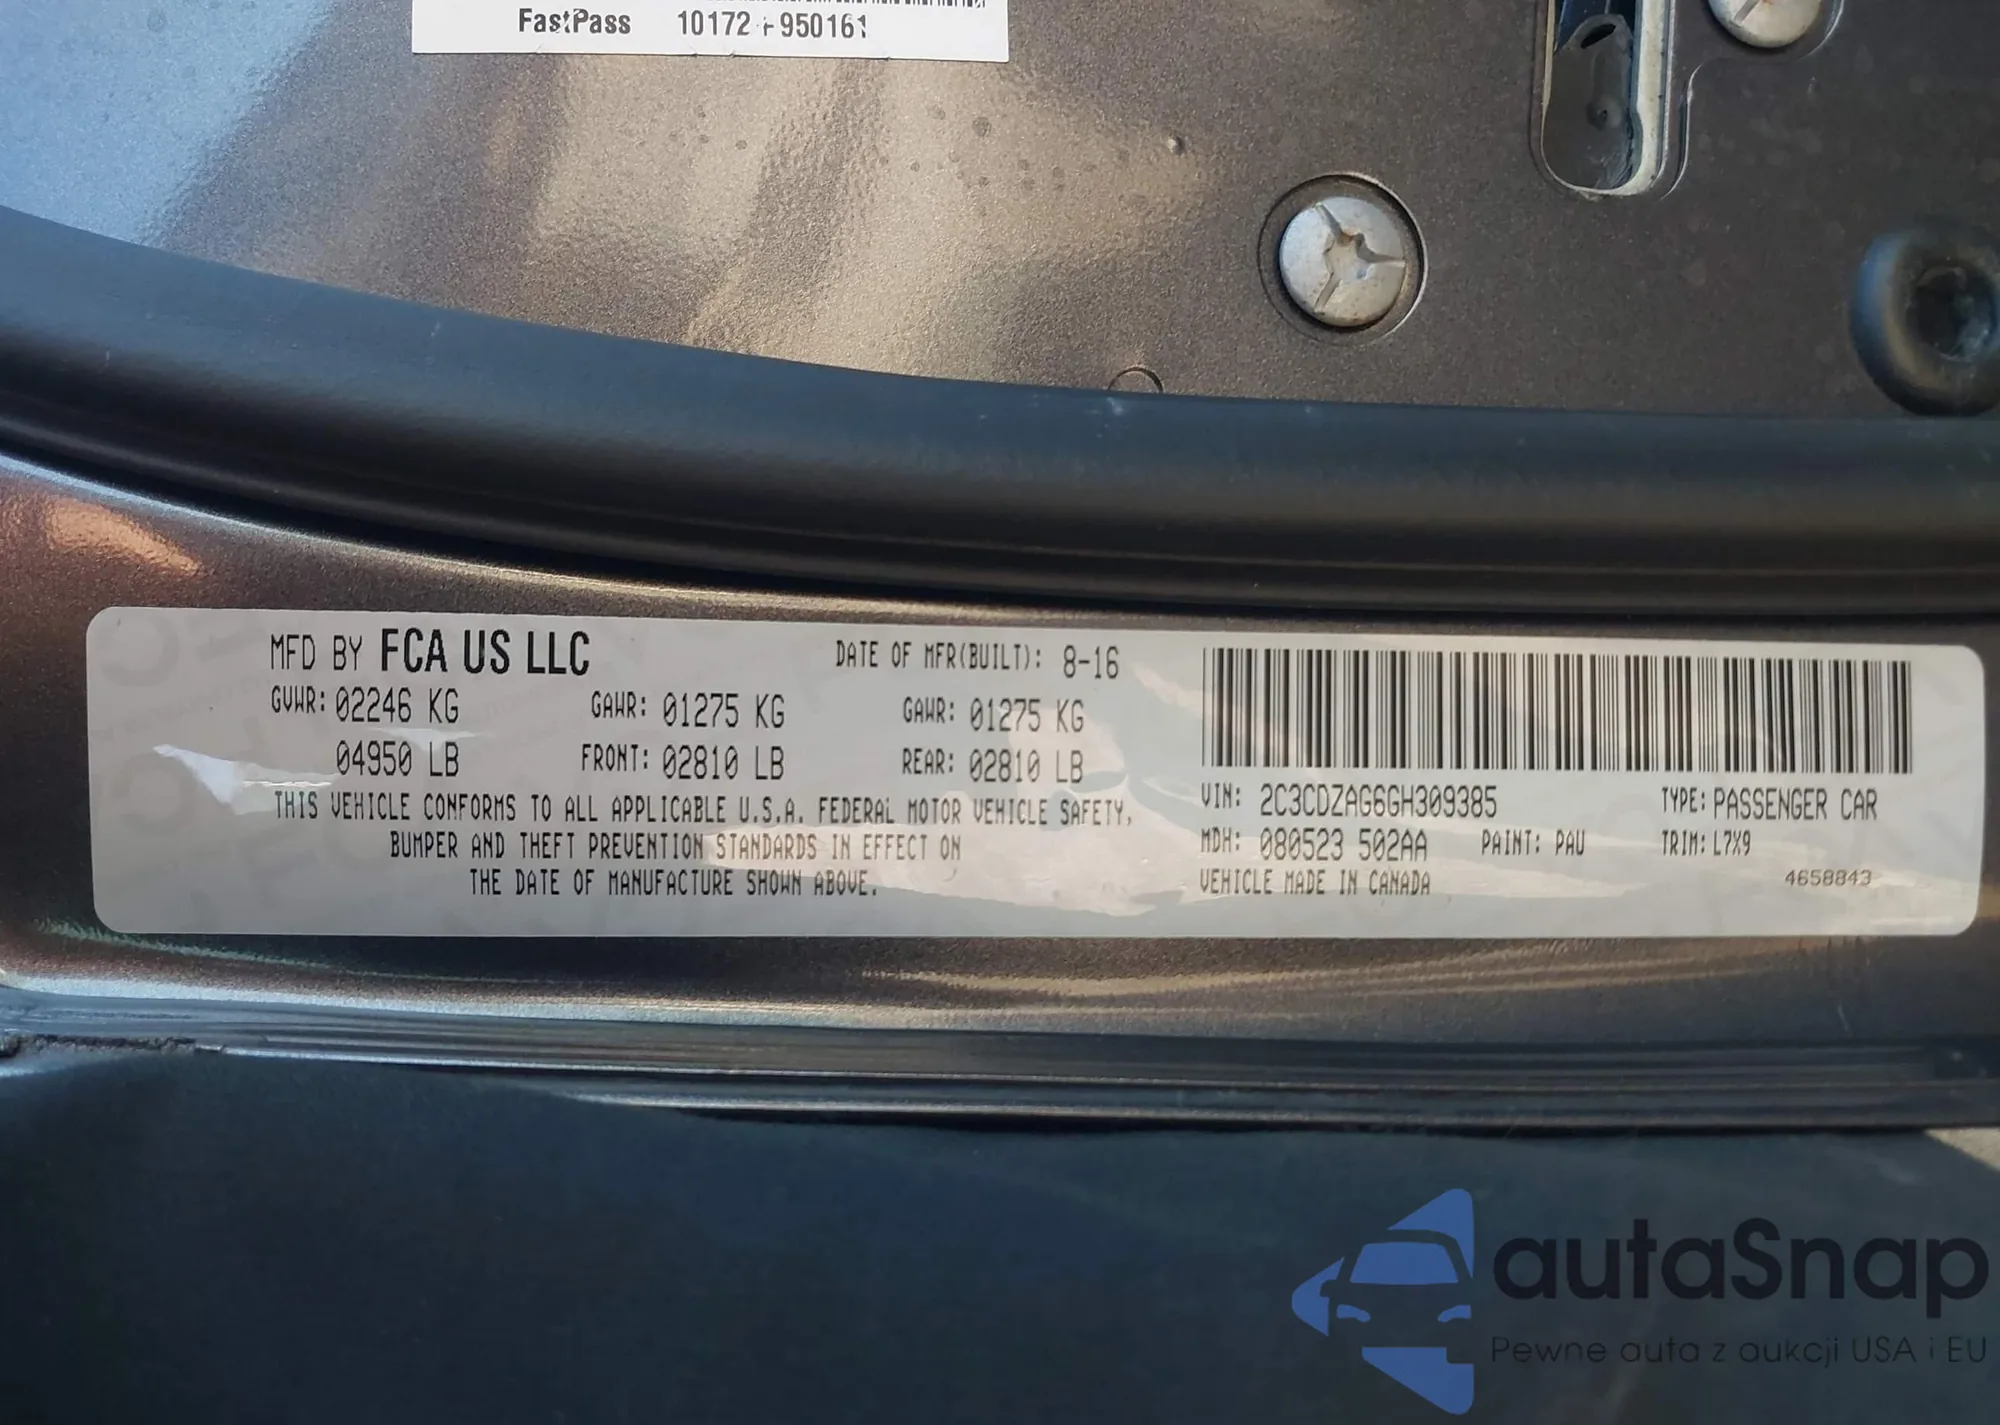 FastPass 10172 F950161
MFD BY FCA US LLC
DATE OF MFR(BUILT): 8-16
GVWR: 02246 KG GAWR: 01275 KG GAWR: 01275 KG
04950 LB FRONT: 02810 LB REAR: 02810 LB
THIS VEHICLE CONFORMS TO ALL APPLICABLE U.S.A. FEDERAL MOTOR VEHICLE SAFETY,
BUMPER AND THEFT PREVENTION STANDARDS IN EFFECT ON
THE DATE OF MANUFACTURE SHOWN ABOVE.
VIN: 2C3CDZAG6GH309385 TYPE: PASSENGER CAR
MDH: 080523 502AA PAINT: PAU TRIM: L7X9
VEHICLE MADE IN CANADA 4658843
autaSnap
Pewne auta z aukcji USA i EU